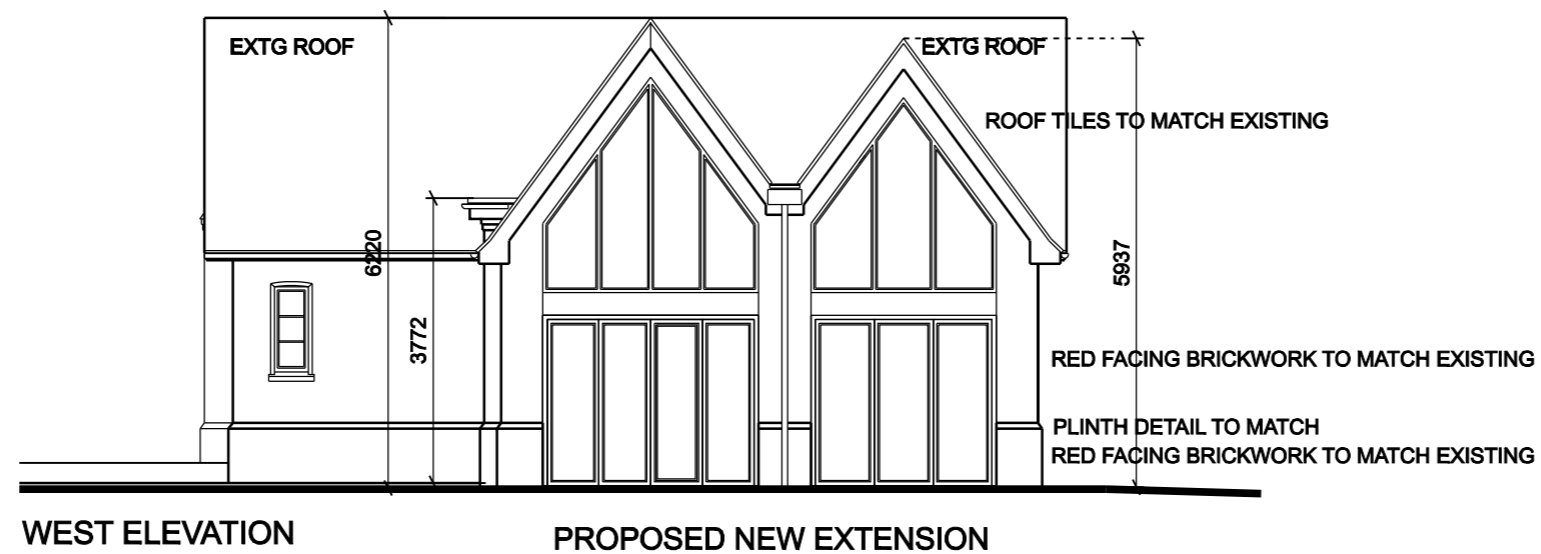 EXTG ROOF
EXTG ROOF
ROOF TILES TO MATCH EXISTING
6220
5937
3772
RED FACING BRICKWORK TO MATCH EXISTING
PLINTH DETAIL TO MATCH
RED FACING BRICKWORK TO MATCH EXISTING
WEST ELEVATION
PROPOSED NEW EXTENSION